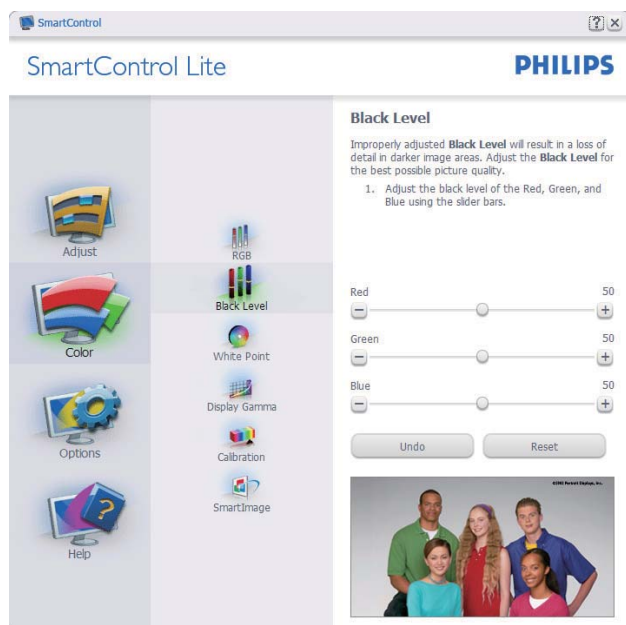 SmartControl
SmartControl Lite
PHILIPS
Adjust
Color
Options
Help
RGB
Black Level
White Point
Display Gamma
Calibration
SmartImage
Black Level
Improperly adjusted Black Level will result in a loss of
detail in darker image areas. Adjust the Black Level for
the best possible picture quality.
1. Adjust the black level of the Red, Green, and
Blue using the slider bars.
Red 50
Green 50
Blue 50
Undo Reset
Portrait Displays, Inc.